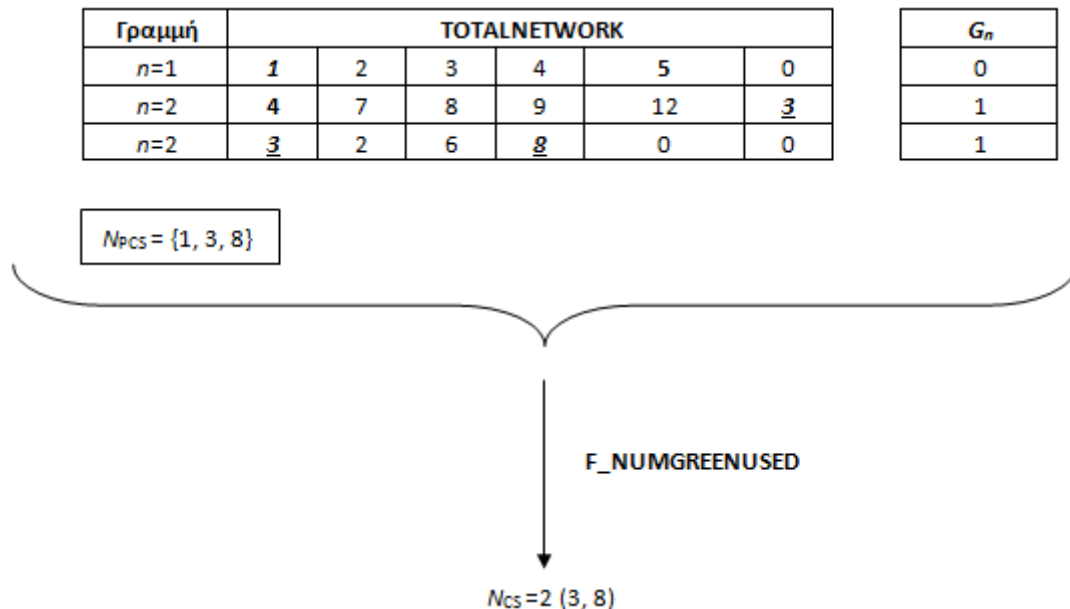 Γραμμή TOTALNETWORK Gn
n=1 1 2 3 4 5 0 0
n=2 4 7 8 9 12 3 1
n=2 3 2 6 8 0 0 1
NPCS = {1, 3, 8}
F_NUMGREENUSED
NCS =2 (3, 8)